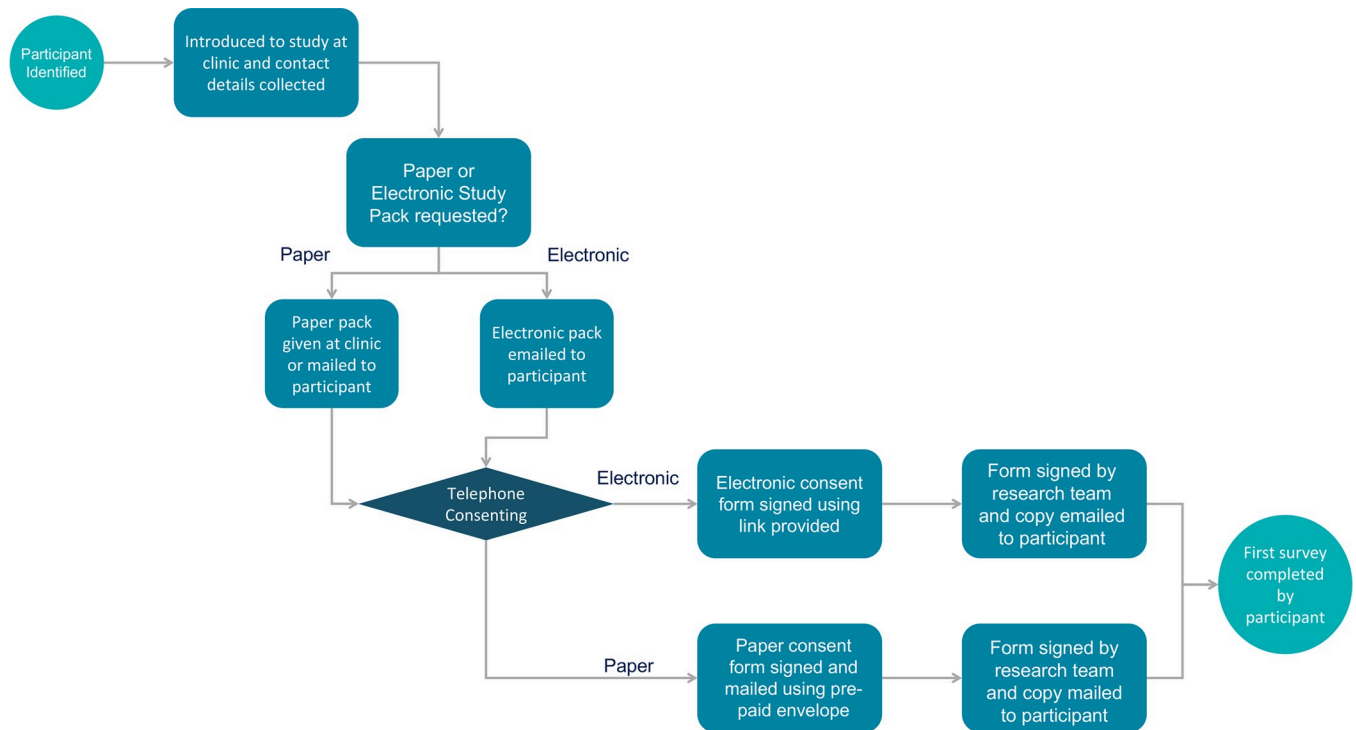 Participant
Identified
Introduced to study at
clinic and contact
details collected
Paper or
Electronic Study
Pack requested?
Paper
Electronic
Paper pack
given at clinic
or mailed to
participant
Electronic pack
emailed to
participant
Telephone
Consenting
Electronic
Electronic consent
form signed using
link provided
Form signed by
research team
and copy emailed
to participant
First survey
completed
by
participant
Paper
Paper consent
form signed and
mailed using pre-
paid envelope
Form signed by
research team
and copy mailed
to participant